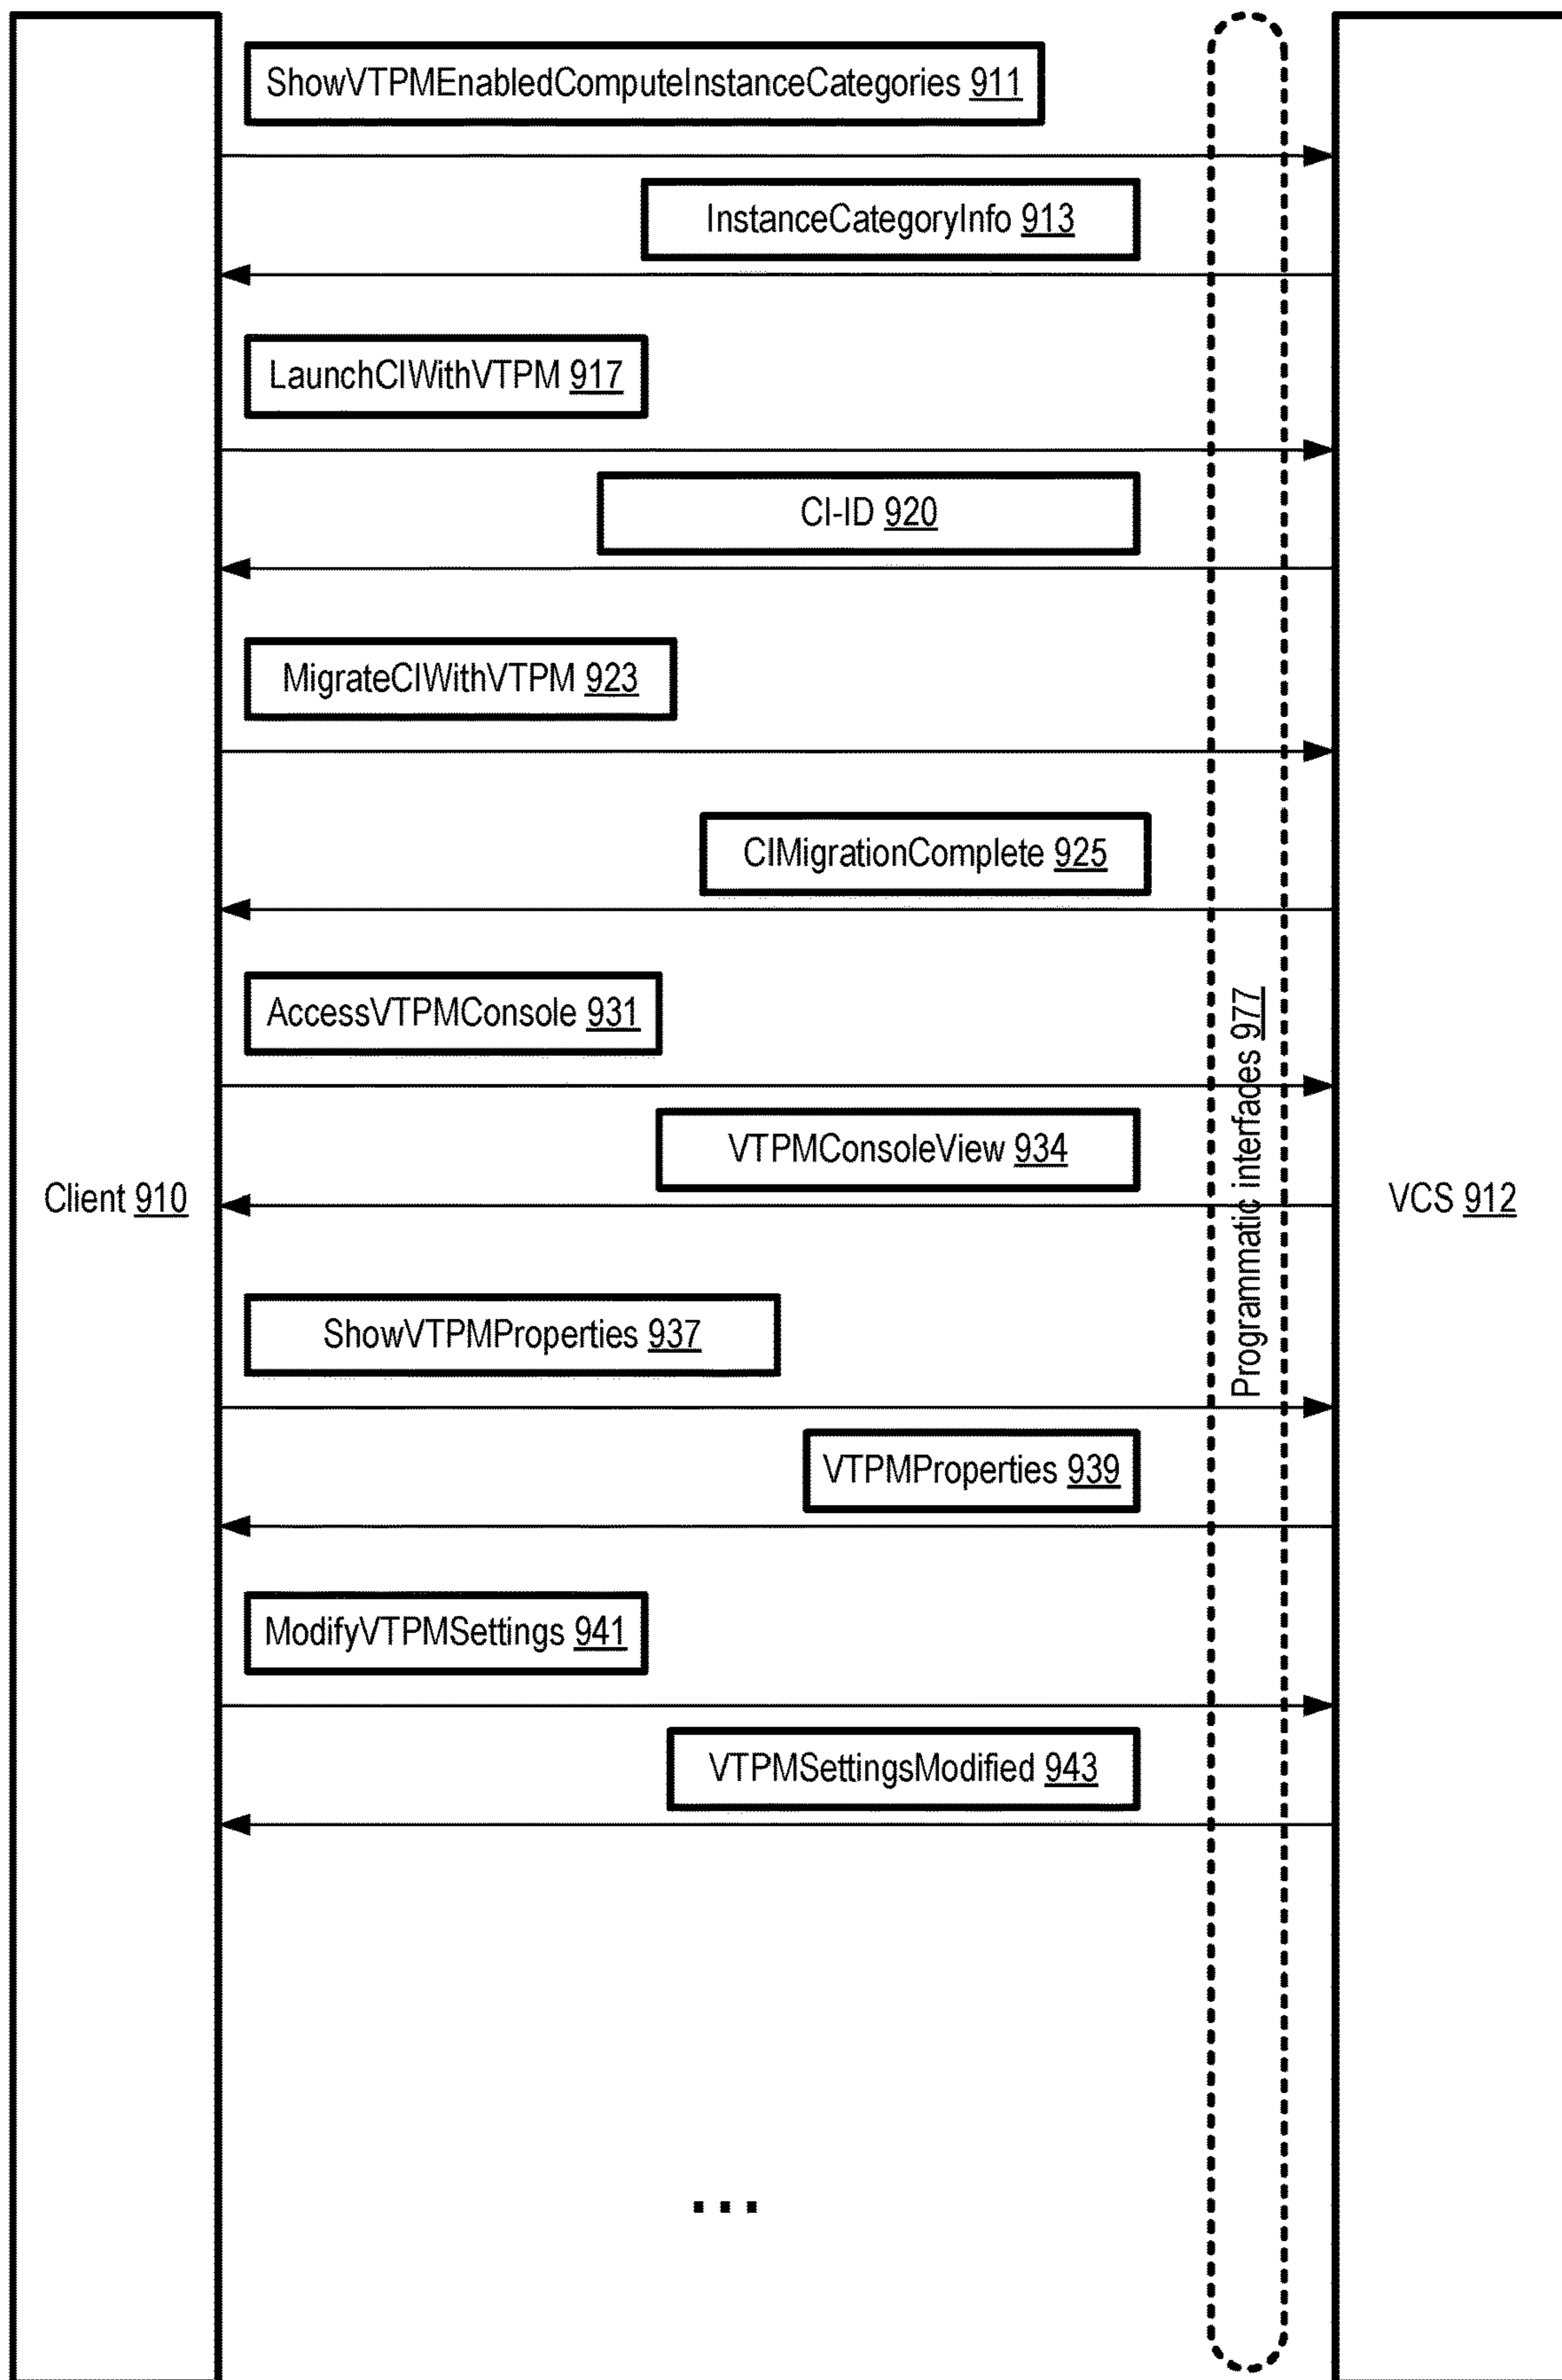 ShowVTPMEnabledComputeInstanceCategories 911
InstanceCategoryInfo 913
LaunchCIWithVTPM 917
CI-ID 920
MigrateCIWithVTPM 923
CIMigrationComplete 925
AccessVTPMConsole 931
VTPMConsoleView 934
Client 910
Programmatic interfaces 977
VCS 912
ShowVTPMProperties 937
VTPMProperties 939
ModifyVTPMSettings 941
VTPMSettingsModified 943
...